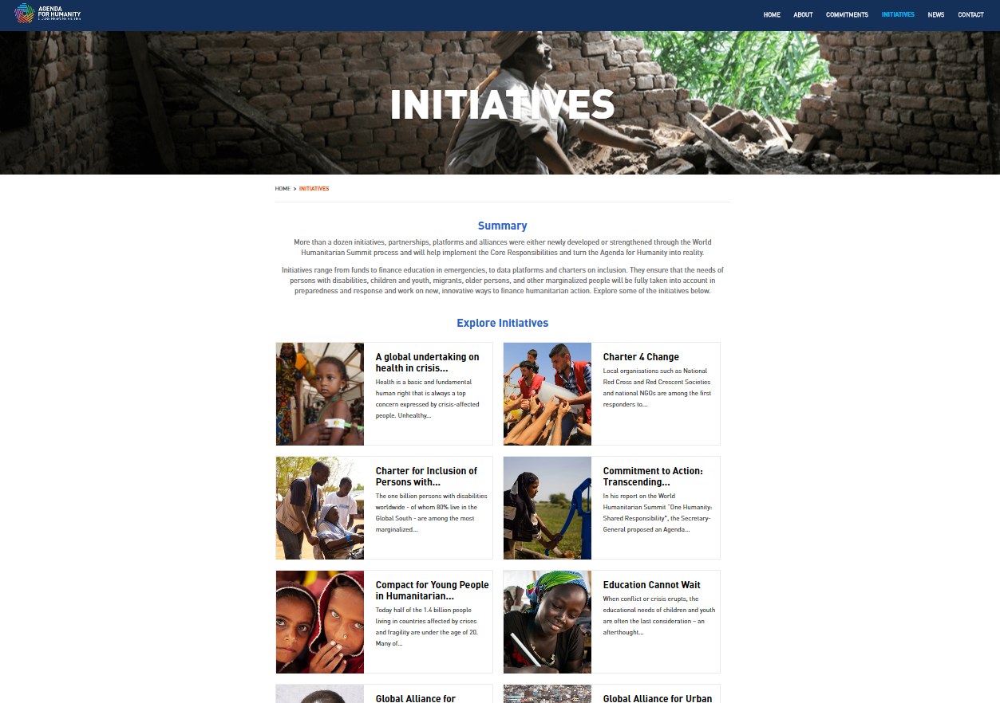 AGENDA
FOR HUMANITY
5 CORE RESPONSIBILITIES
HOME ABOUT COMMITMENTS INITIATIVES NEWS CONTACT
INITIATIVES
HOME > INITIATIVES
Summary
More than a dozen initiatives, partnerships, platforms and alliances were either newly developed or strengthened through the World
Humanitarian Summit process and will help implement the Core Responsibilities and turn the Agenda for Humanity into reality.
Initiatives range from funds to finance education in emergencies, to data platforms and charters on inclusion. They ensure that the needs of
persons with disabilities, children and youth, migrants, older persons, and other marginalized people will be fully taken into account in
preparedness and response and work on new, innovative ways to finance humanitarian action. Explore some of the initiatives below.
Explore Initiatives
A global undertaking on
health in crisis...
Health is a basic and fundamental
human right that is always a top
concern expressed by crisis-affected
people. Unhealthy...
Charter 4 Change
Local organisations such as National
Red Cross and Red Crescent Societies
and national NGOs are among the first
responders to...
Charter for Inclusion of
Persons with...
The one billion persons with disabilities
worldwide - of whom 80% live in the
Global South - are among the most
marginalized...
Commitment to Action:
Transcending...
In his report on the World
Humanitarian Summit "One Humanity:
Shared Responsibility", the Secretary-
General proposed an Agenda...
Compact for Young People
in Humanitarian...
Today half of the 1.4 billion people
living in countries affected by crises
and fragility are under the age of 20.
Many of...
Education Cannot Wait
When conflict or crisis erupts, the
educational needs of children and youth
are often the last consideration – an
afterthought...
Global Alliance for
Global Alliance for Urban